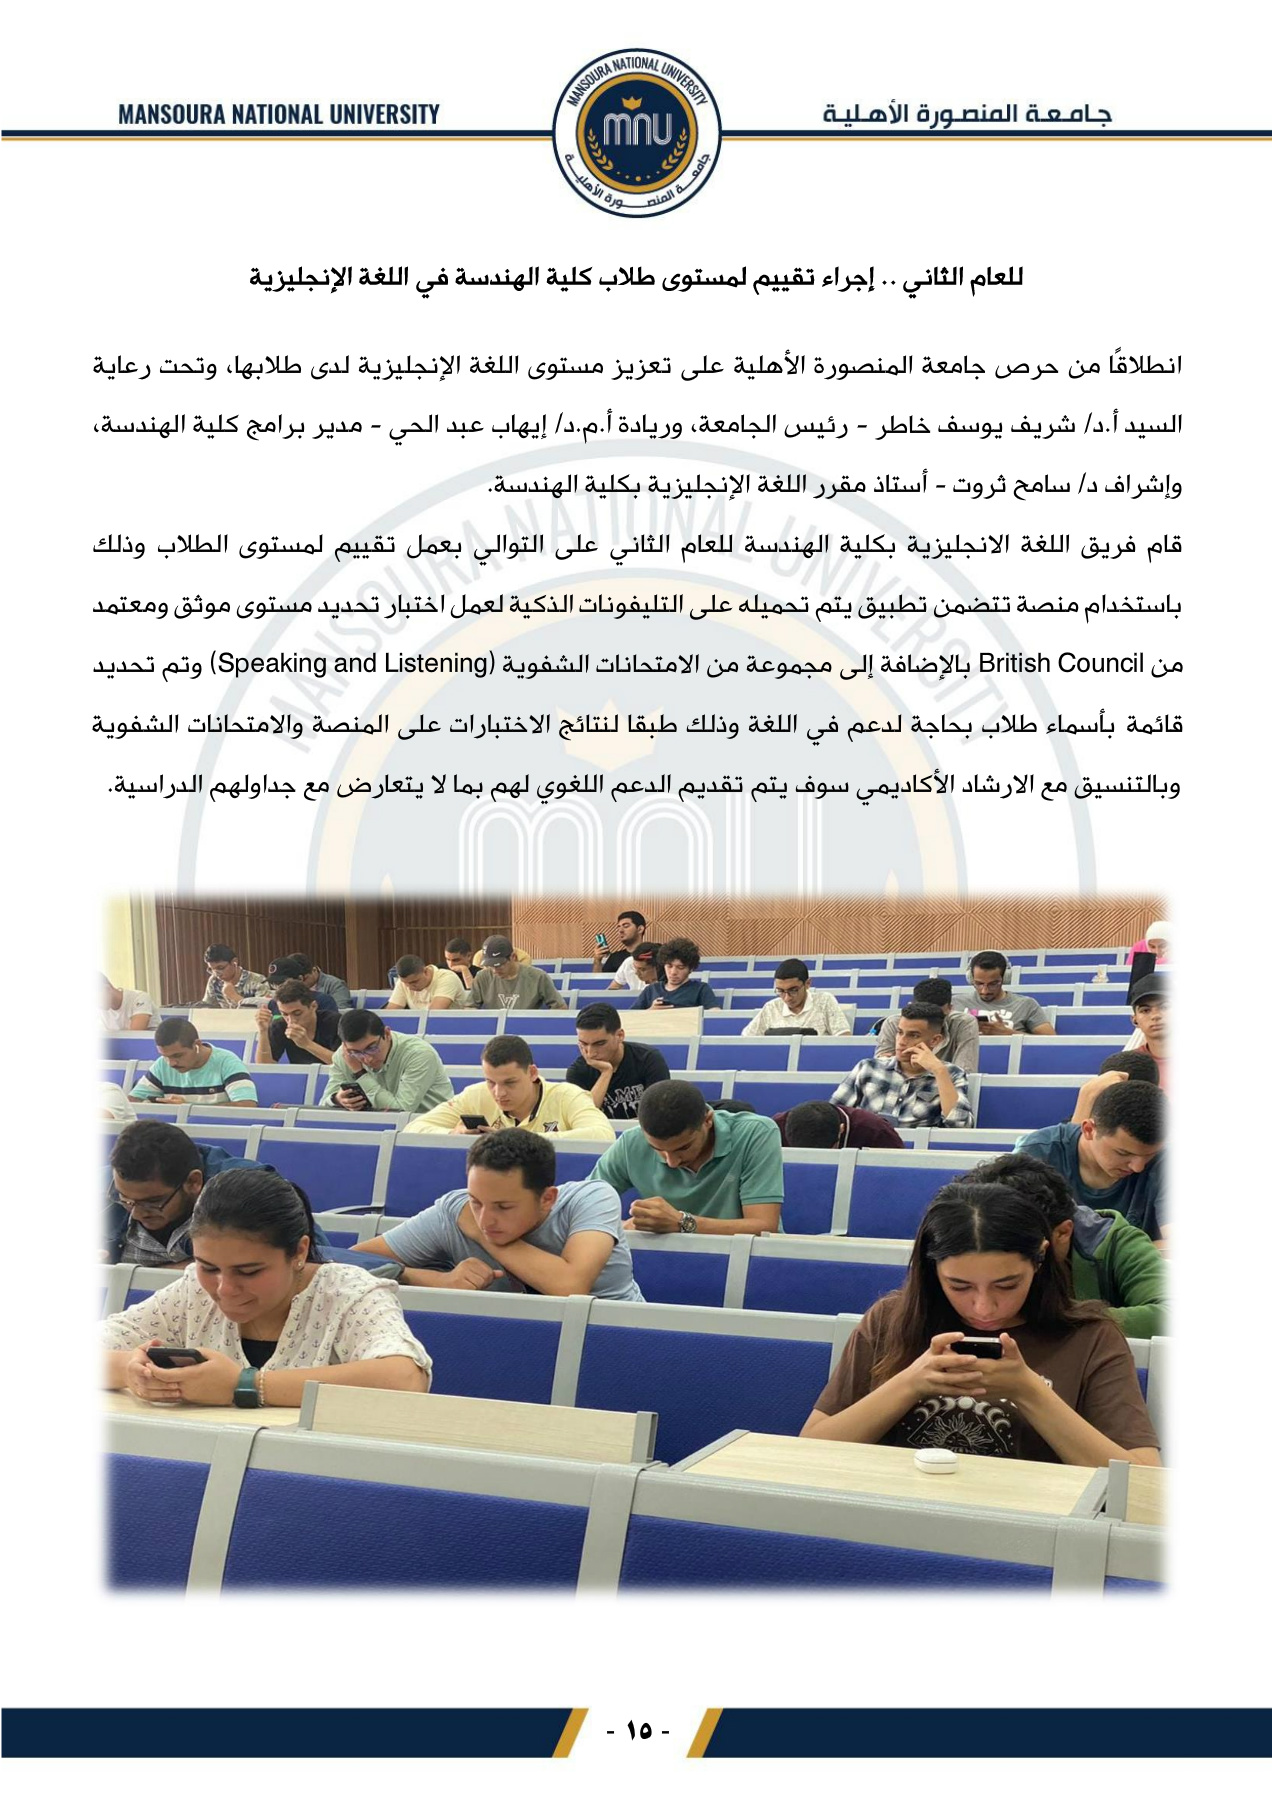 MANSOURA NATIONAL UNIVERSITY
جامعة المنصورة الأهلية
MANSOURA NATIONAL UNIVERSITY
mnu
جامعة المنصورة الأهلية
للعام الثاني .. إجراء تقييم لمستوى طلاب كلية الهندسة في اللغة الإنجليزية
انطلاقًا من حرص جامعة المنصورة الأهلية على تعزيز مستوى اللغة الإنجليزية لدى طلابها، وتحت رعاية
السيد أ.د/ شريف يوسف خاطر - رئيس الجامعة، وريادة أ.م.د/ إيهاب عبد الحي - مدير برامج كلية الهندسة،
وإشراف د/ سامح ثروت - أستاذ مقرر اللغة الإنجليزية بكلية الهندسة.
قام فريق اللغة الانجليزية بكلية الهندسة للعام الثاني على التوالي بعمل تقييم لمستوى الطلاب وذلك
باستخدام منصة تتضمن تطبيق يتم تحميله على التليفونات الذكية لعمل اختبار تحديد مستوى موثق ومعتمد
من British Council بالإضافة إلى مجموعة من الامتحانات الشفوية (Speaking and Listening) وتم تحديد
قائمة بأسماء طلاب بحاجة لدعم في اللغة وذلك طبقا لنتائج الاختبارات على المنصة والامتحانات الشفوية
وبالتنسيق مع الارشاد الأكاديمي سوف يتم تقديم الدعم اللغوي لهم بما لا يتعارض مع جداولهم الدراسية.
MANSOURA NATIONAL UNIVERSITY
mnu
- ١٥ -